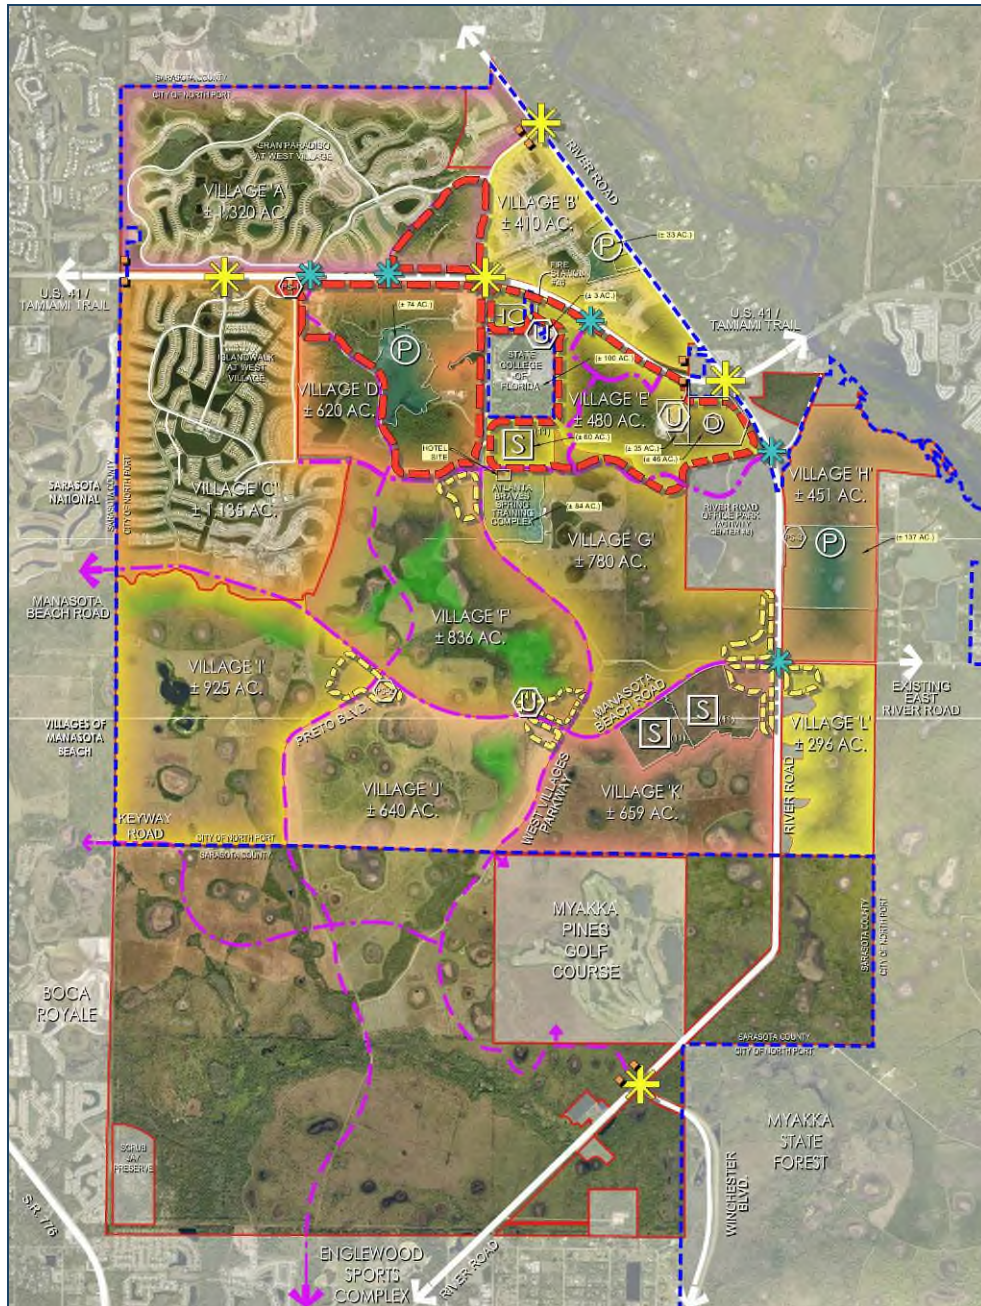 SARASOTA COUNTY
CITY OF NORTH PORT
GRAN PARADISO
AT WEST VILLAGE
VILLAGE 'A'
± 1,320 AC.
VILLAGE 'B'
± 410 AC.
RIVER ROAD
P
(± 33 AC.)
FIRE
STATION
(± 3 AC.)
U.S. 41 /
TAMIAMI TRAIL
U.S. 41 /
TAMIAMI TRAIL
(± 74 AC.)
P
HC
U
STATE
COLLEGE
OF
FLORIDA
(± 100 AC.)
ISLANDWALK
AT WEST
VILLAGE
VILLAGE 'D'
± 620 AC.
VILLAGE 'E'
± 480 AC.
U
S
(± 60 AC.)
(± 35 AC.)
(± 46 AC.)
HOTEL
SITE
ATLANTA
BRAVES
SPRING
TRAINING
COMPLEX
(± 84 AC.)
SARASOTA
NATIONAL
SARASOTA COUNTY
CITY OF NORTH PORT
VILLAGE 'C'
± 1,135 AC.
VILLAGE 'G'
± 780 AC.
RIVER ROAD
OFFICE PARK
(ACTIVITY
VILLAGE 'H'
± 451 AC.
P
(± 137 AC.)
MANASOTA
BEACH ROAD
VILLAGE 'F'
± 836 AC.
VILLAGE 'I'
± 925 AC.
PRETO BLVD.
U
MANASOTA
BEACH ROAD
S
S
EXISTING
EAST
RIVER ROAD
VILLAGES OF
MANASOTA
BEACH
VILLAGE 'L'
± 296 AC.
VILLAGE 'J'
± 640 AC.
WEST VILLAGES
PARKWAY
VILLAGE 'K'
± 659 AC.
RIVER ROAD
KEYWAY
ROAD
CITY OF NORTH PORT
SARASOTA COUNTY
MYAKKA
PINES
GOLF
COURSE
SARASOTA COUNTY
CITY OF NORTH PORT
BOCA
ROYALE
SARASOTA COUNTY
CITY OF NORTH PORT
SCRUB
JAY
PRESERVE
MYAKKA
STATE
FOREST
WINCHESTER
BLVD.
S.R. 776
ENGLEWOOD
SPORTS
COMPLEX
RIVER ROAD